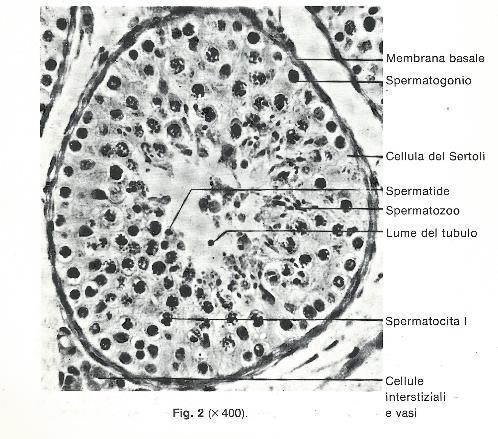 Membrana basale
Spermatogonio
Cellula del Sertoli
Spermatide
Spermatozoo
Lume del tubulo
Spermatocita I
Cellule
interstiziali
e vasi
Fig. 2 (× 400).